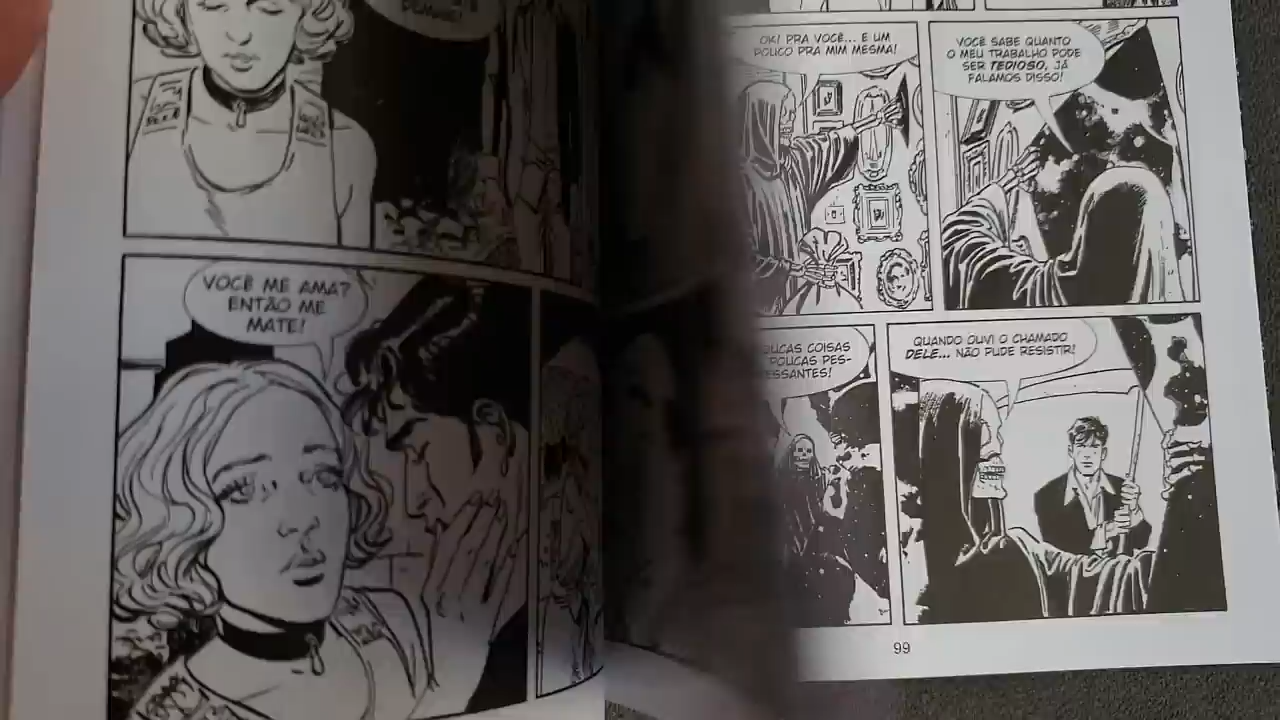 VOCÊ ME AMA?
ENTÃO ME
MATE!
OK! PRA VOCÊ... E UM
POUCO PRA MIM MESMA!
VOCÊ SABE QUANTO
O MEU TRABALHO PODE
SER TEDIOSO, JÁ
FALAMOS DISSO!
COISAS
POUCAS PES-
QUANDO OUVI O CHAMADO
DELE... NÃO PUDE RESISTIR!
99